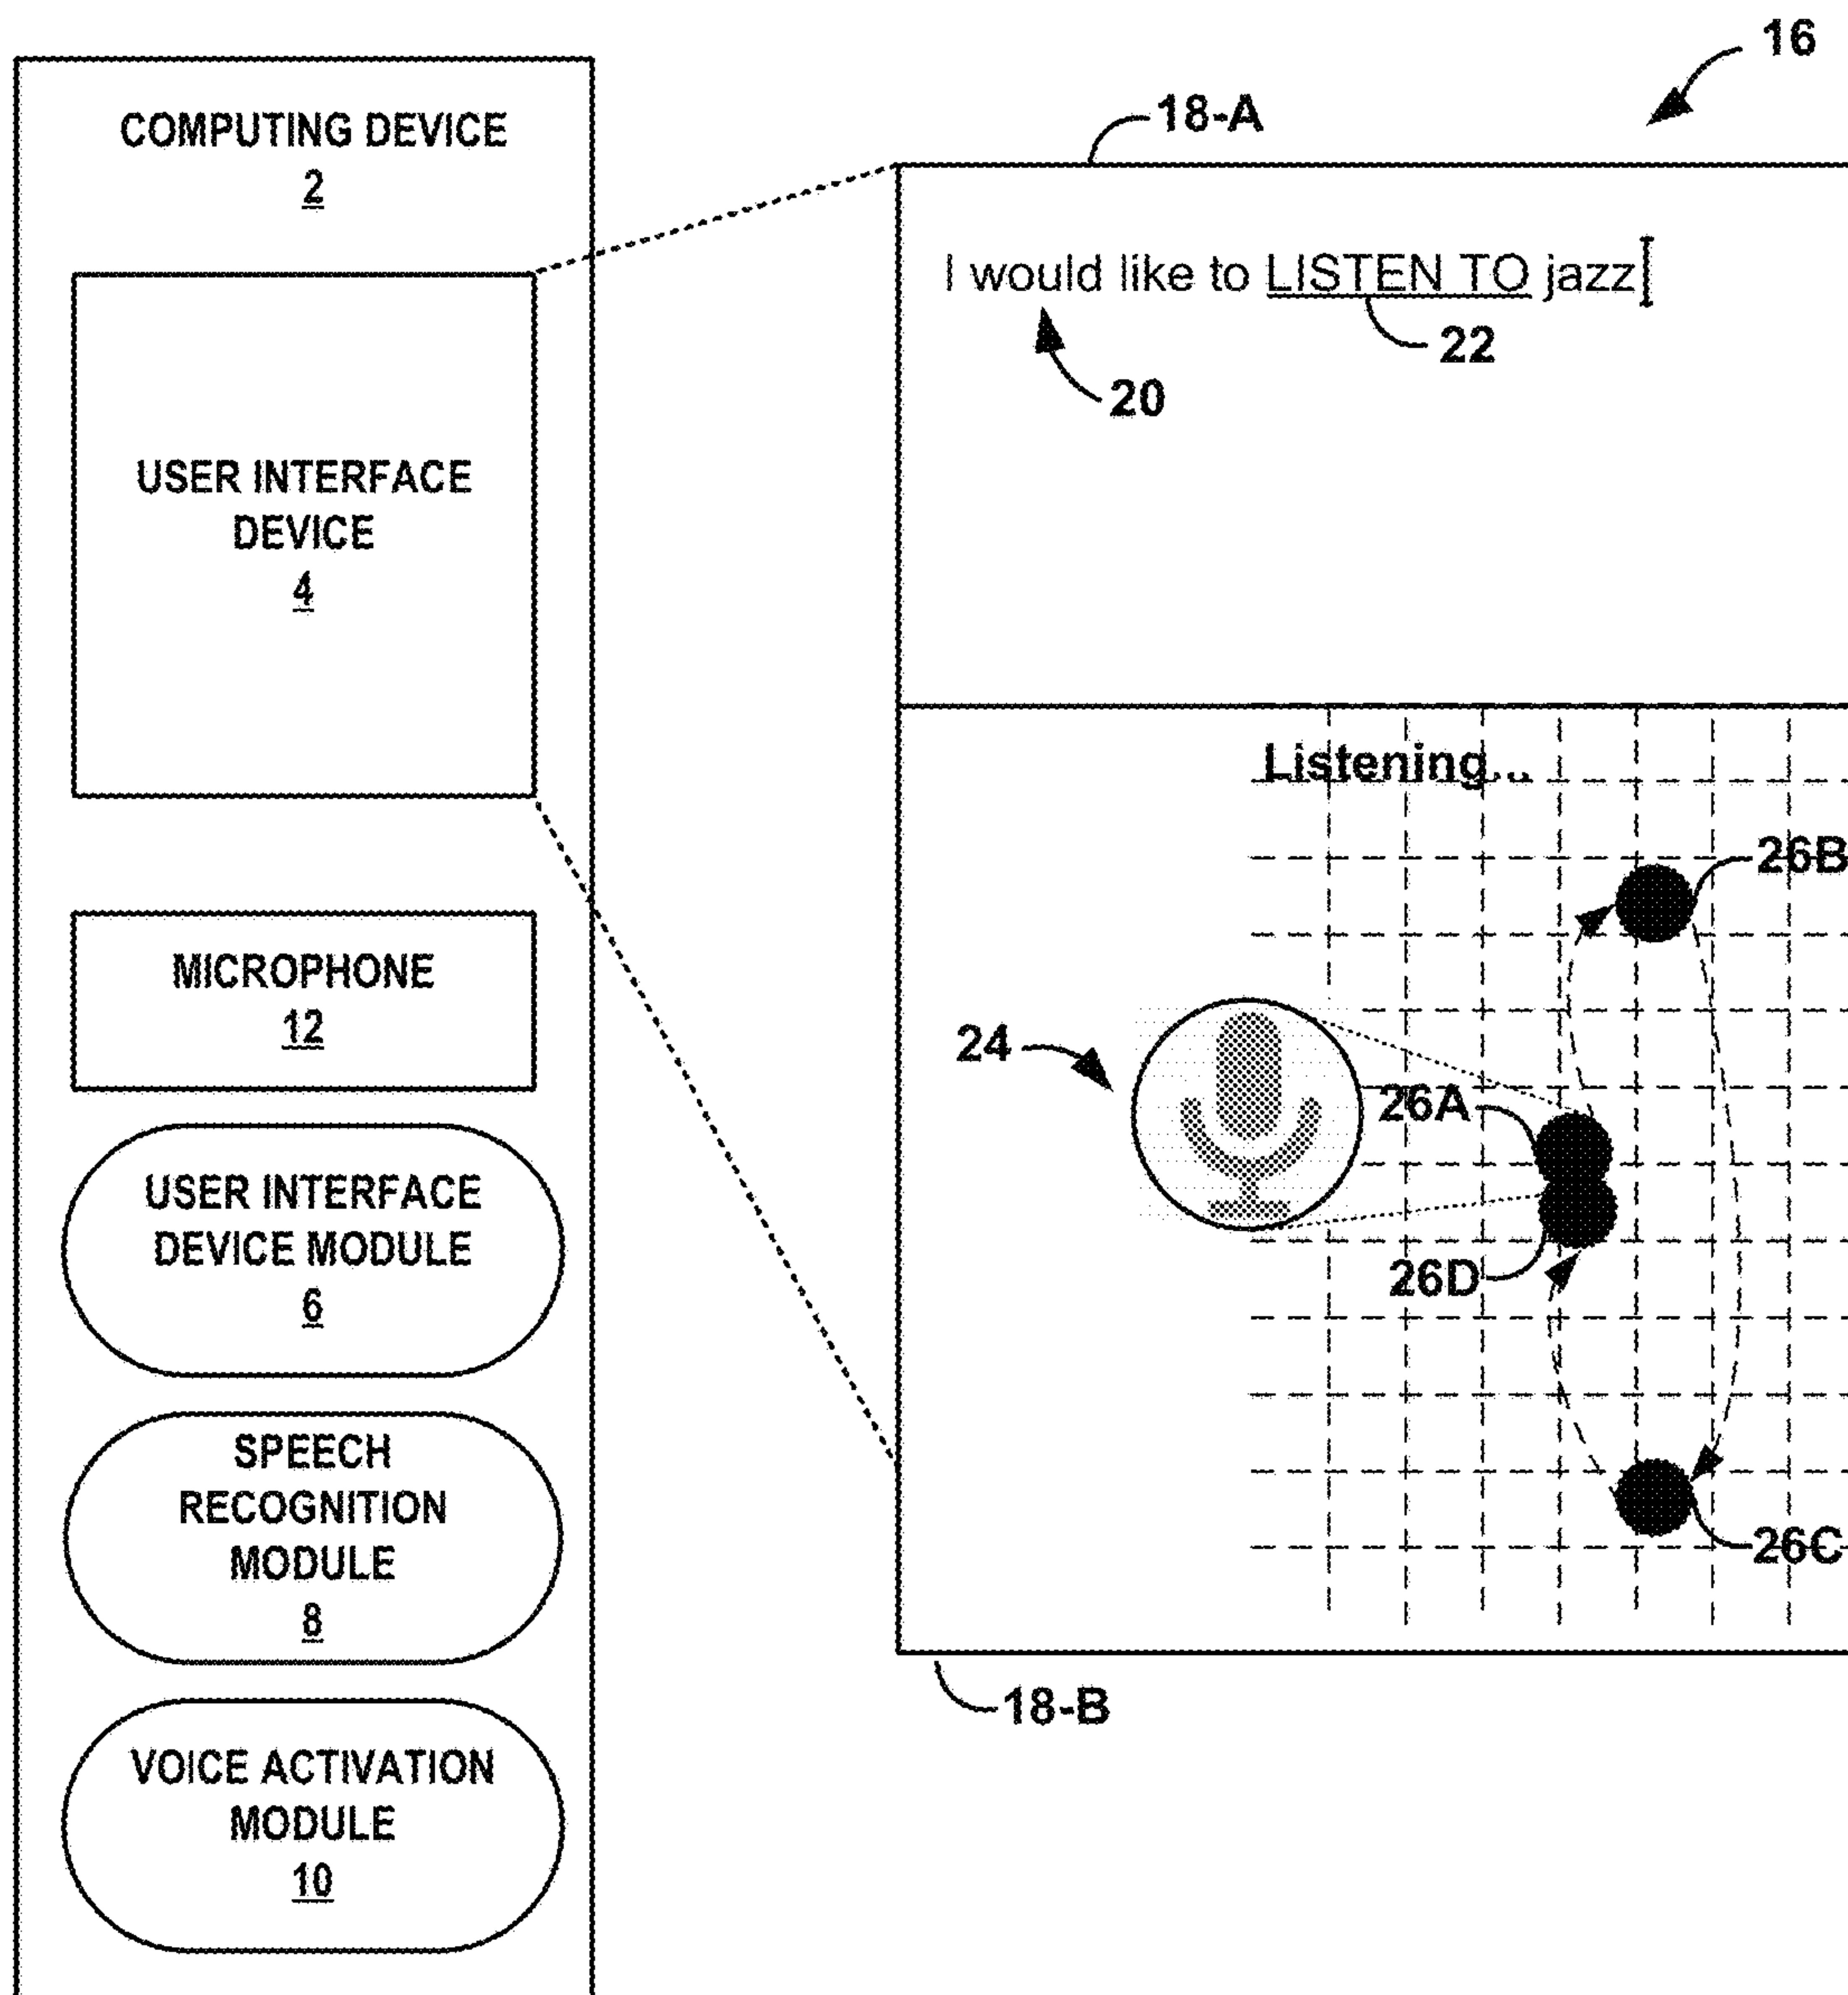 COMPUTING DEVICE
2
USER INTERFACE
DEVICE
4
MICROPHONE
12
USER INTERFACE
DEVICE MODULE
6
SPEECH
RECOGNITION
MODULE
8
VOICE ACTIVATION
MODULE
10
16
18-A
I would like to LISTEN TO jazz
22
20
Listening...
26B
24
26A
26D
26C
18-B